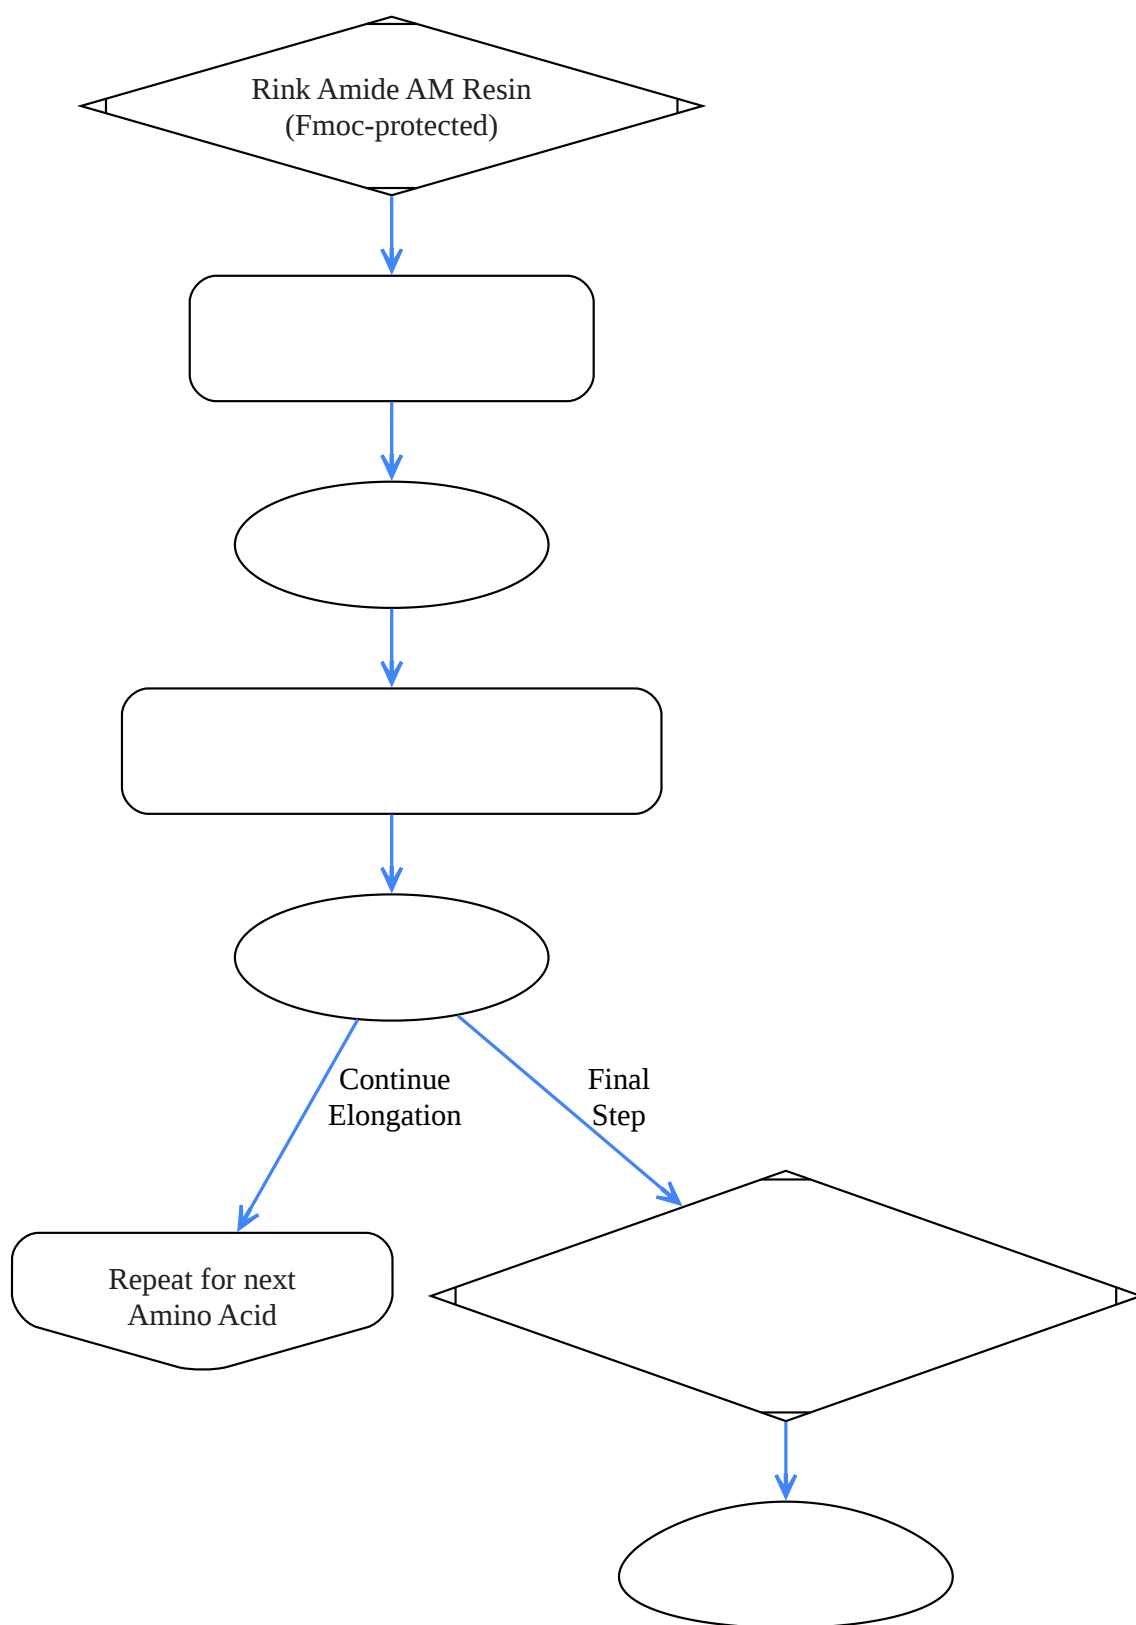 Rink Amide AM Resin
(Fmoc-protected)
Continue
Elongation
Final
Step
Repeat for next
Amino Acid